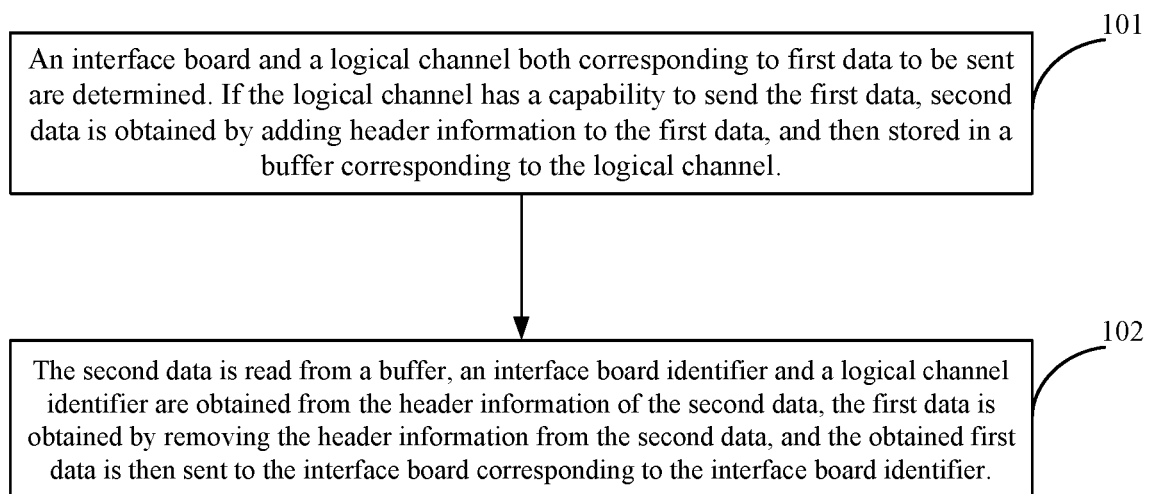 101
An interface board and a logical channel both corresponding to first data to be sent
are determined. If the logical channel has a capability to send the first data, second
data is obtained by adding header information to the first data, and then stored in a
buffer corresponding to the logical channel.
102
The second data is read from a buffer, an interface board identifier and a logical channel
identifier are obtained from the header information of the second data, the first data is
obtained by removing the header information from the second data, and the obtained first
data is then sent to the interface board corresponding to the interface board identifier.